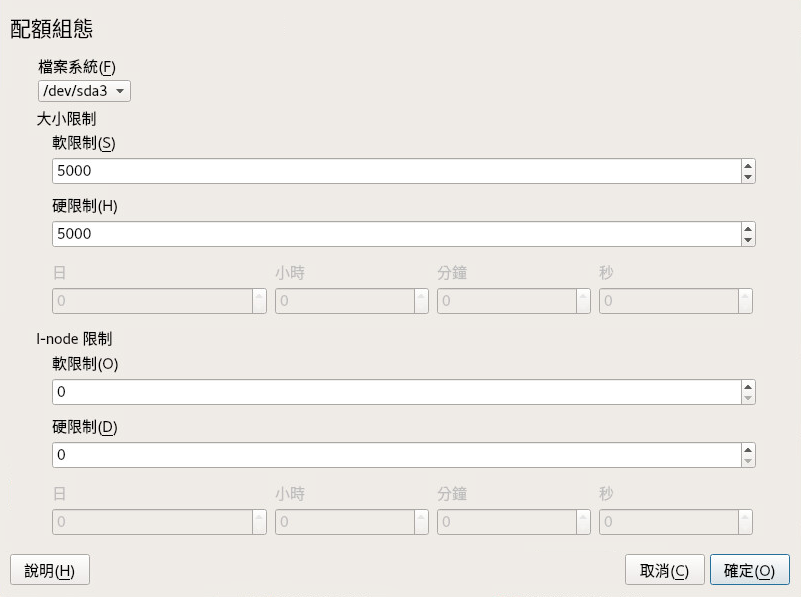 配額組態
檔案系統(F)
/dev/sda3
大小限制
軟限制(S)
5000
硬限制(H)
5000
日 小時 分鐘 秒
0 0 0 0
I-node 限制
軟限制(O)
0
硬限制(D)
0
日 小時 分鐘 秒
0 0 0 0
說明(H) 取消(C) 確定(O)